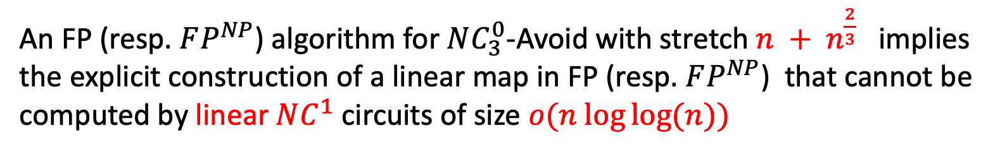 An FP (resp. $FP^{NP}$) algorithm for $NC^0_3$-Avoid with stretch $n + n^{\frac{2}{3}}$ implies
the explicit construction of a linear map in FP (resp. $FP^{NP}$) that cannot be
computed by linear $NC^1$ circuits of size $o(n \log \log(n))$